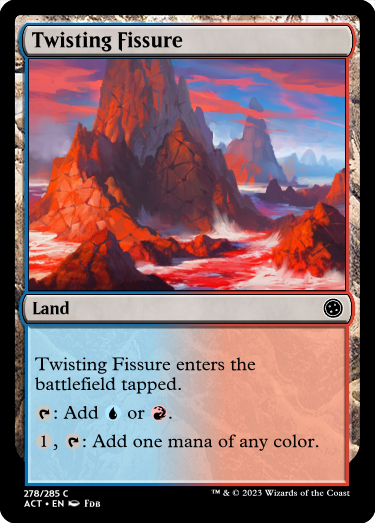 Twisting Fissure
Land
Twisting Fissure enters the
battlefield tapped.
: Add or .
1, : Add one mana of any color.
278/285 C
ACT • EN FDB
™ & © 2023 Wizards of the Coast